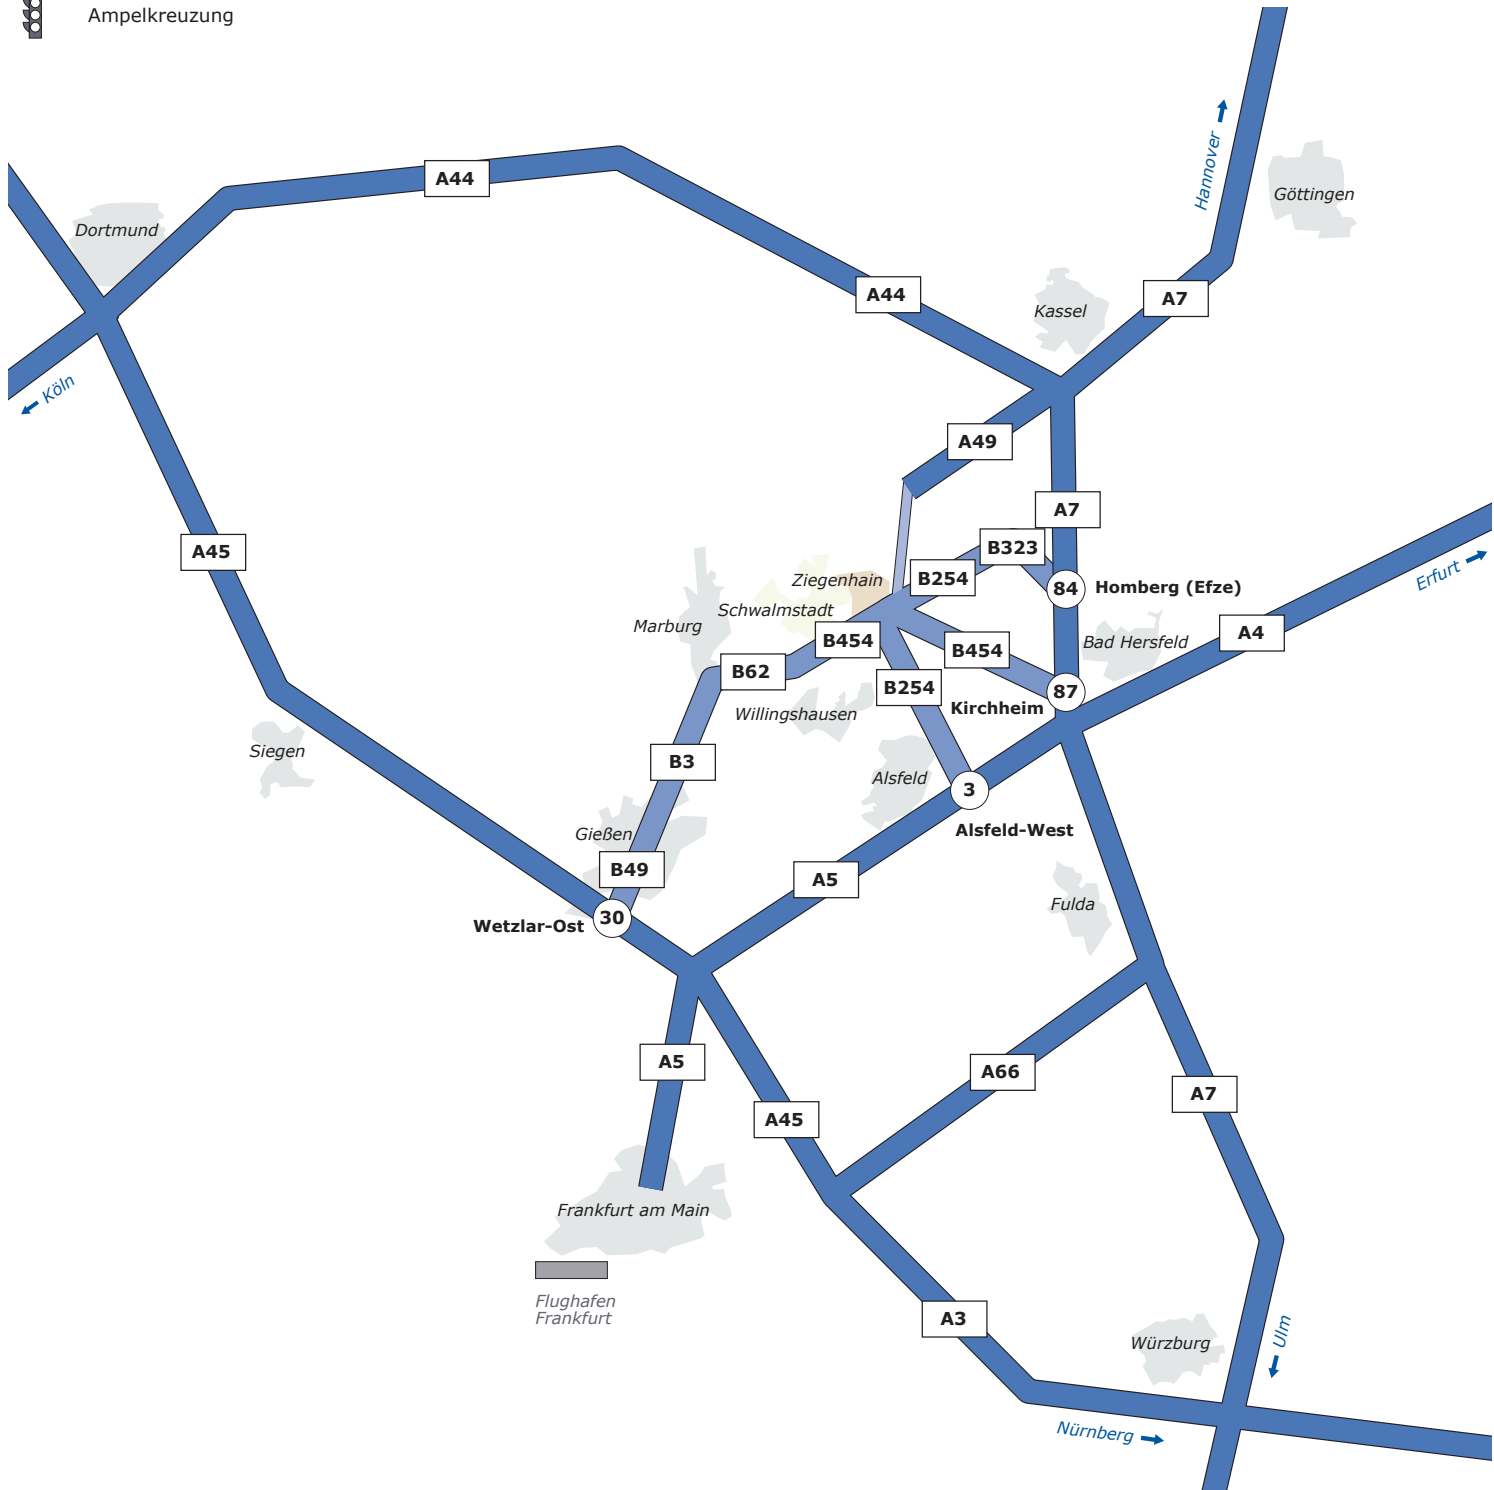 Ampelkreuzung
Hannover
Göttingen
A44
Dortmund
A44
A7
Kassel
Köln
A49
A7
A45
B323
B254
Ziegenhain
84
Homberg (Efze)
Erfurt
Schwalmstadt
Marburg
B454
B454
Bad Hersfeld
A4
B62
B254
87
Kirchheim
Willingshausen
Siegen
B3
Alsfeld
3
Alsfeld-West
Gießen
B49
A5
Fulda
30
Wetzlar-Ost
A5
A66
A7
A45
Frankfurt am Main
Flughafen
Frankfurt
A3
Würzburg
Ulm
Nürnberg